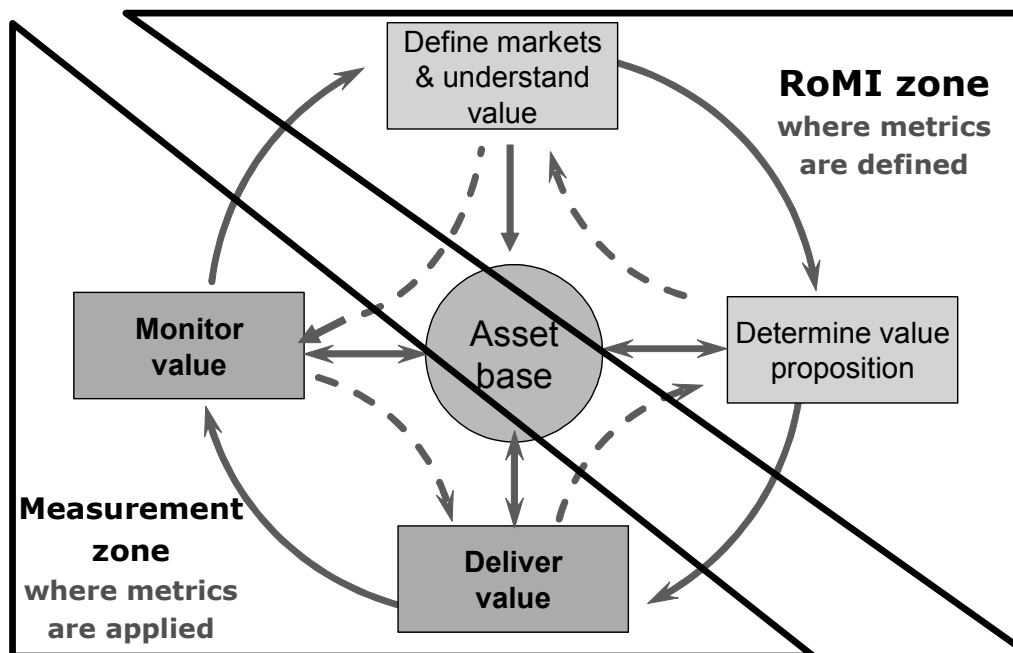 Define markets
& understand
value
RoMI zone
where metrics
are defined
Monitor
value
Asset
base
Determine value
proposition
Measurement
zone
where metrics
are applied
Deliver
value